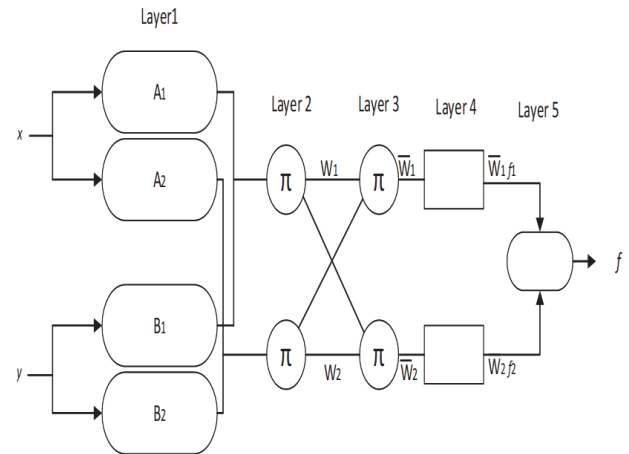 Layer1
Layer 2
Layer 3
Layer 4
Layer 5
x
A1
A2
y
B1
B2
π
π
W1
W2
π
π
W̅1
W̅2
W̅1 f1
W̅2 f2
f